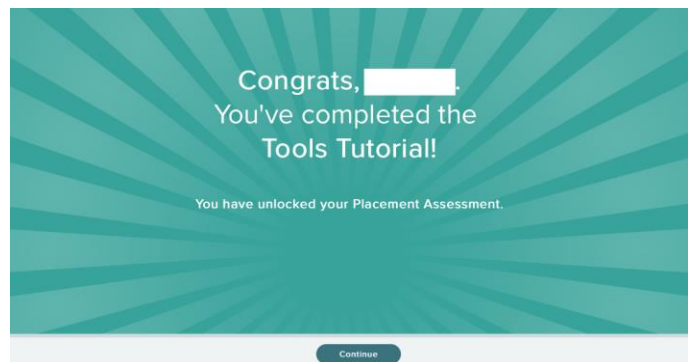 Congrats, .
You've completed the
Tools Tutorial!
You have unlocked your Placement Assessment.
Continue